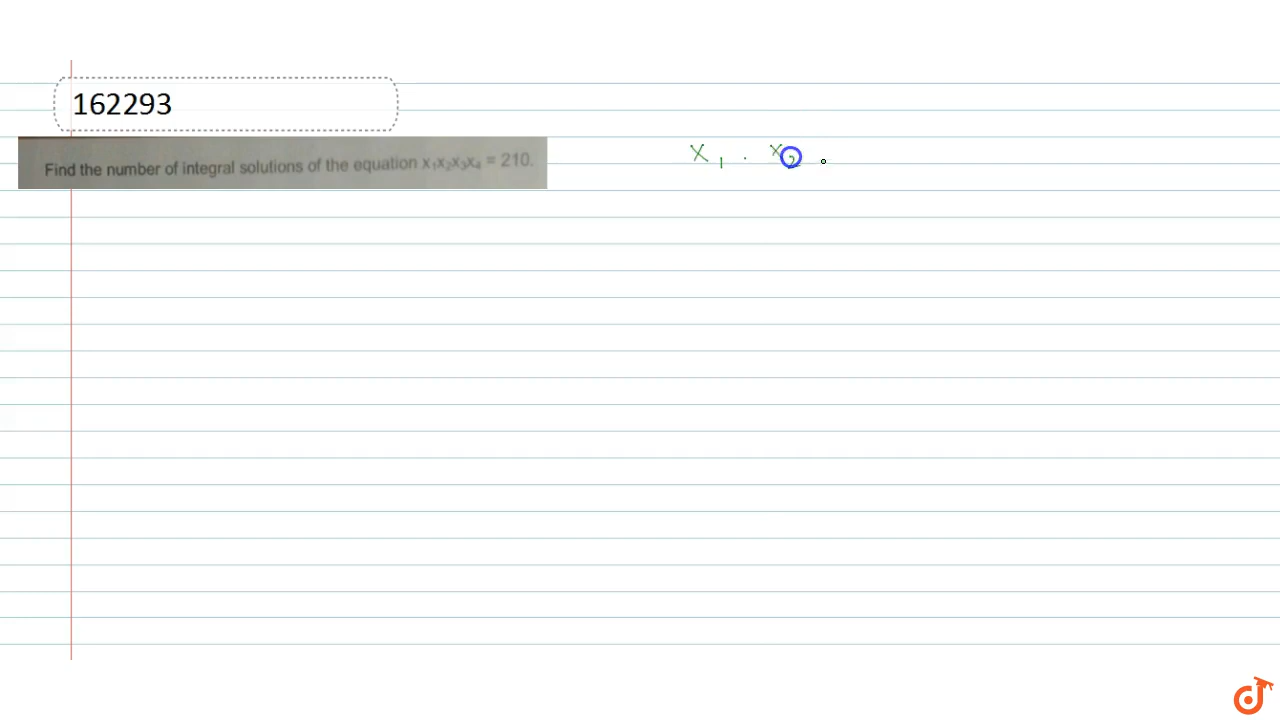 162293
Find the number of integral solutions of the equation x₁x₂x₃x₄ = 210.
x₁ . x₂ .